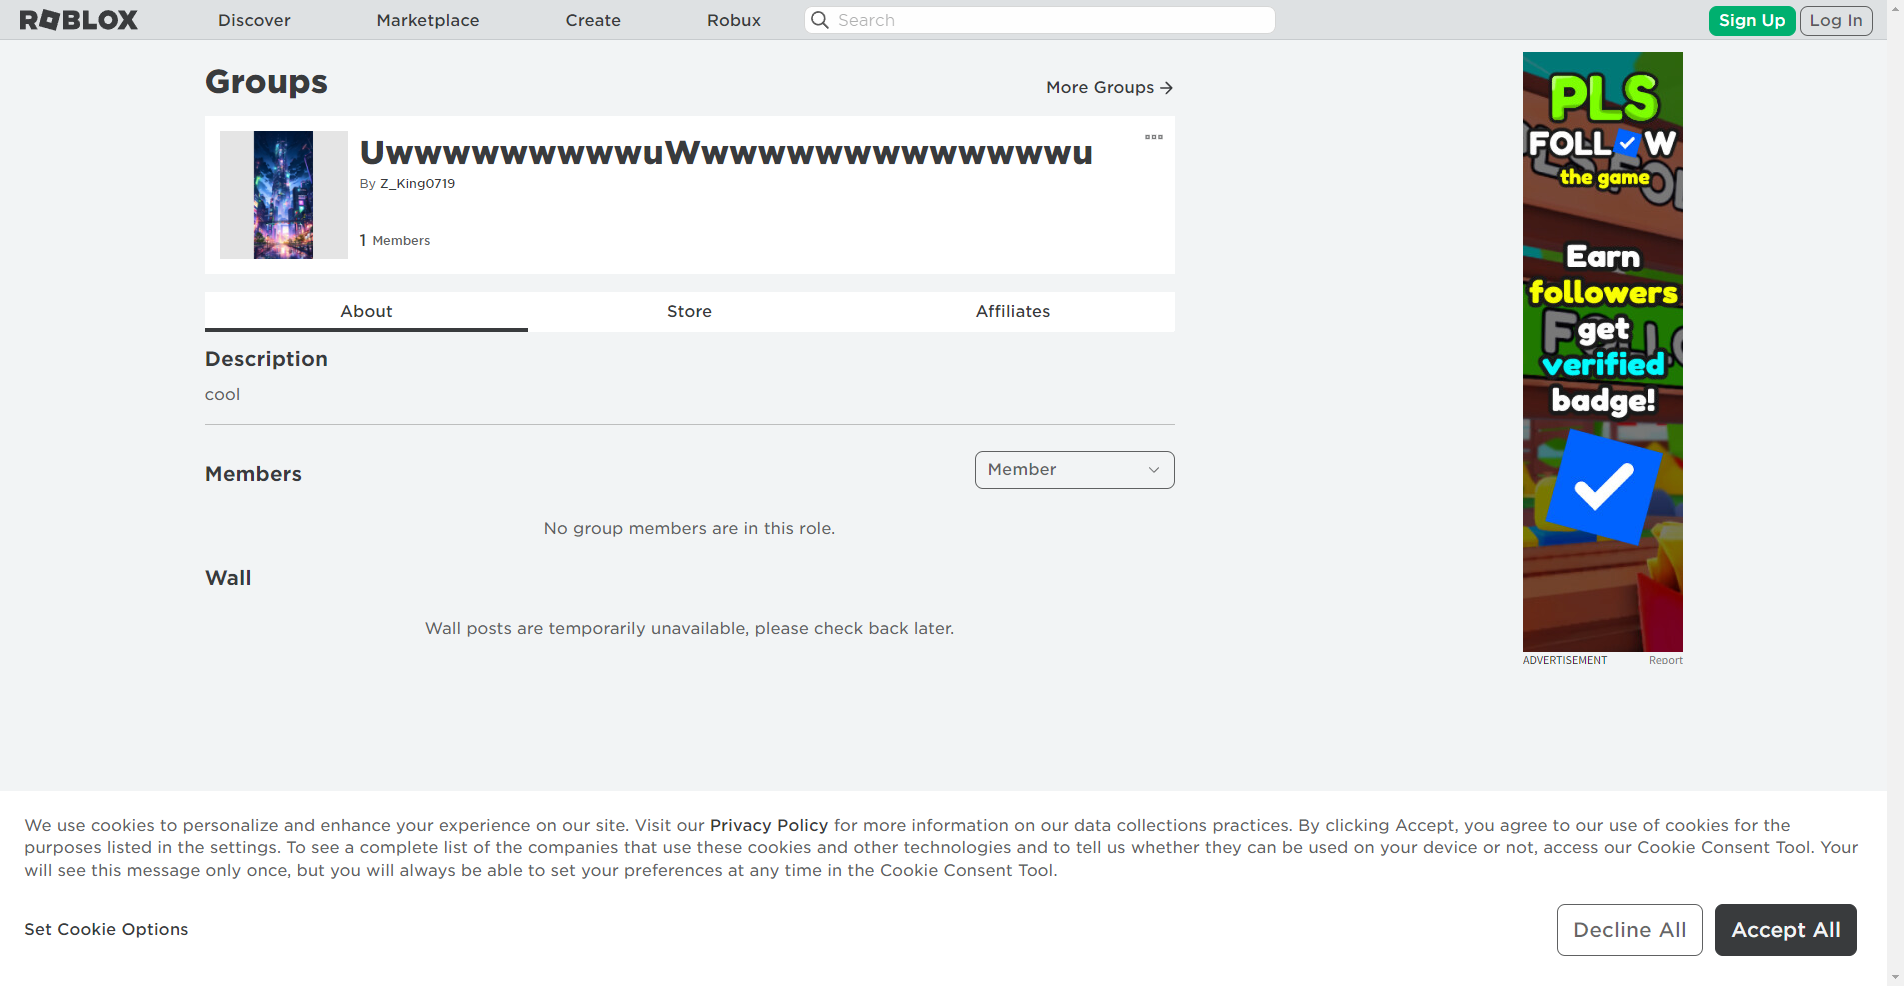 ROBLOX
Discover
Marketplace
Create
Robux
Search
Sign Up
Log In
Groups
More Groups
UwwwwwwwwwwuWwwwwwwwwwwwwwwu
By Z_King0719
1 Members
About
Store
Affiliates
Description
cool
Members
Member
No group members are in this role.
Wall
Wall posts are temporarily unavailable, please check back later.
PLS
FOLLOW
the game
Earn
followers
get
verified
badge!
ADVERTISEMENT
Report
We use cookies to personalize and enhance your experience on our site. Visit our Privacy Policy for more information on our data collections practices. By clicking Accept, you agree to our use of cookies for the
purposes listed in the settings. To see a complete list of the companies that use these cookies and other technologies and to tell us whether they can be used on your device or not, access our Cookie Consent Tool. Your
will see this message only once, but you will always be able to set your preferences at any time in the Cookie Consent Tool.
Set Cookie Options
Decline All
Accept All